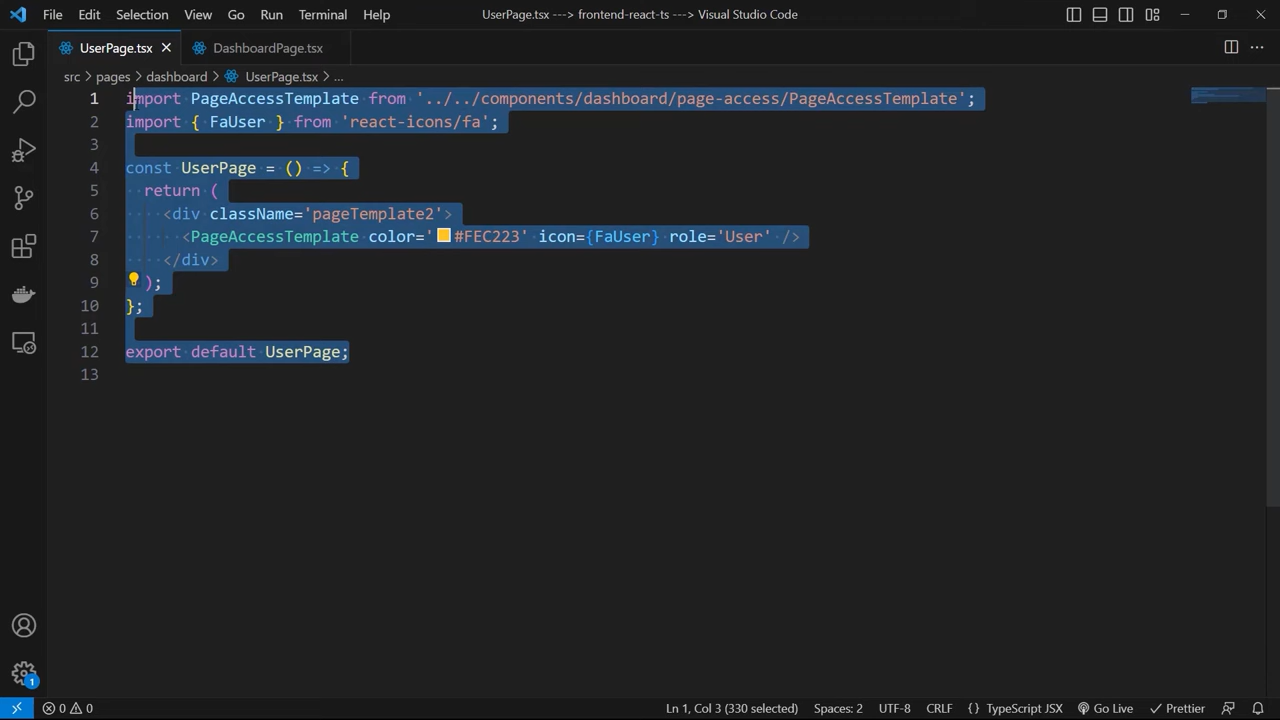 File Edit Selection View Go Run Terminal Help UserPage.tsx ---> frontend-react-ts ---> Visual Studio Code
UserPage.tsx DashboardPage.tsx
src > pages > dashboard > UserPage.tsx > ...
1 import PageAccessTemplate from '../../components/dashboard/page-access/PageAccessTemplate';
2 import { FaUser } from 'react-icons/fa';
3
4 const UserPage = () => {
5 return (
6 <div className='pageTemplate2'>
7 <PageAccessTemplate color='#FEC223' icon={FaUser} role='User' />
8 </div>
9 );
10 };
11
12 export default UserPage;
13
1
0 0 Ln 1, Col 3 (330 selected) Spaces: 2 UTF-8 CRLF {} TypeScript JSX Go Live Prettier